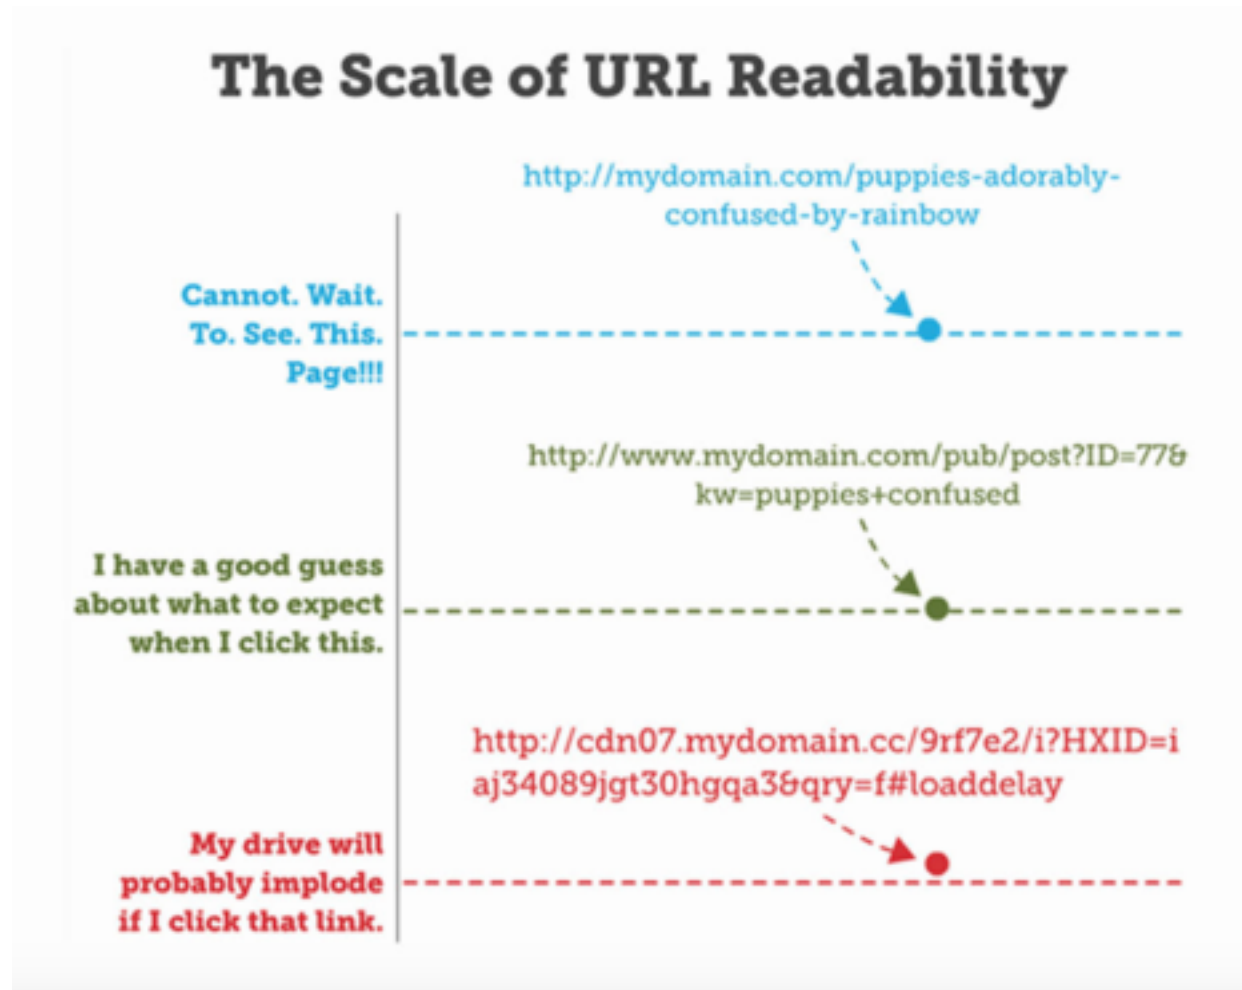 The Scale of URL Readability
http://mydomain.com/puppies-adorably-
confused-by-rainbow
Cannot. Wait.
To. See. This.
Page!!!
http://www.mydomain.com/pub/post?ID=77&
kw=puppies+confused
I have a good guess
about what to expect
when I click this.
http://cdn07.mydomain.cc/9rf7e2/i?HXID=i
aj34089jgt30hgqa3&qry=f#loaddelay
My drive will
probably implode
if I click that link.